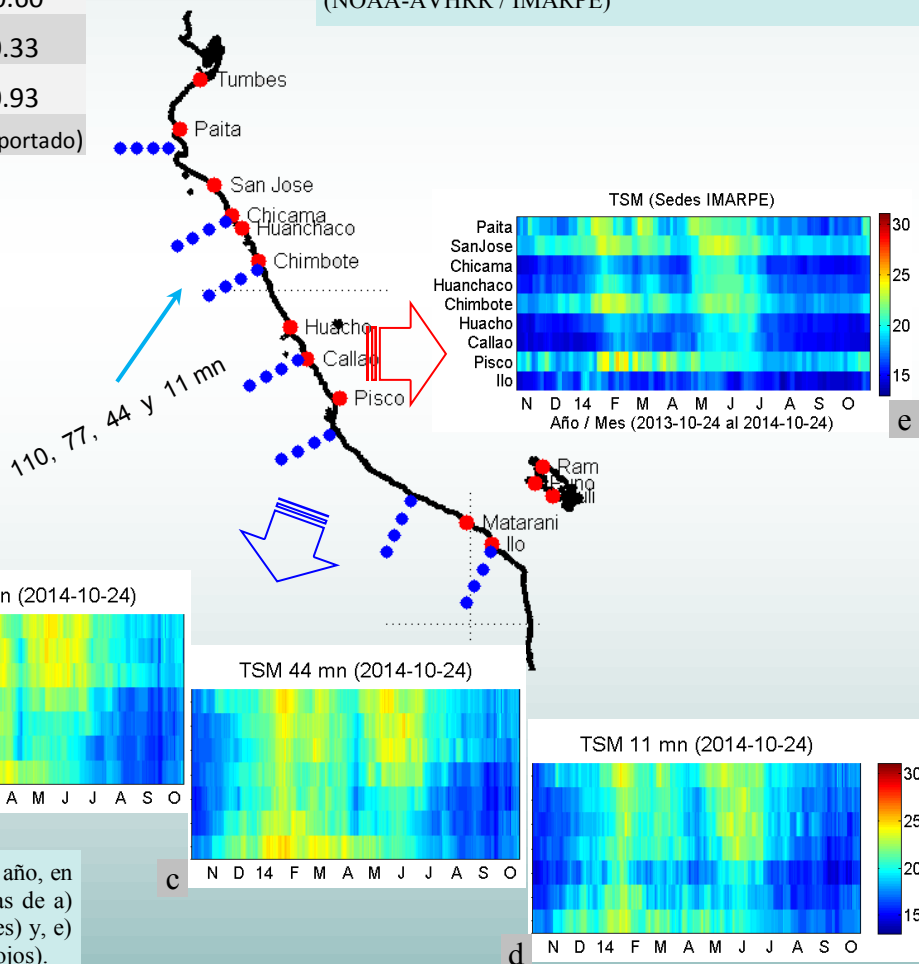 0.33
0.93
portado)
(NOAA-AVHRR / IMARPE)
Tumbes
Paita
San Jose
Chicama
Huanchaco
Chimbote
Huacho
Callao
Pisco
110, 77, 44 y 11 mn
Ram
Matarani
Ilo
TSM (Sedes IMARPE)
Paita
SanJose
Chicama
Huanchaco
Chimbote
Huacho
Callao
Pisco
Ilo
30
25
20
15
N D 14 F M A M J J A S O
Año / Mes (2013-10-24 al 2014-10-24)
e
n (2014-10-24)
A M J J A S O
TSM 44 mn (2014-10-24)
N D 14 F M A M J J A S O
c
TSM 11 mn (2014-10-24)
30
25
20
15
N D 14 F M A M J J A S O
d
año, en
as de a)
es) y, e)
ojos).